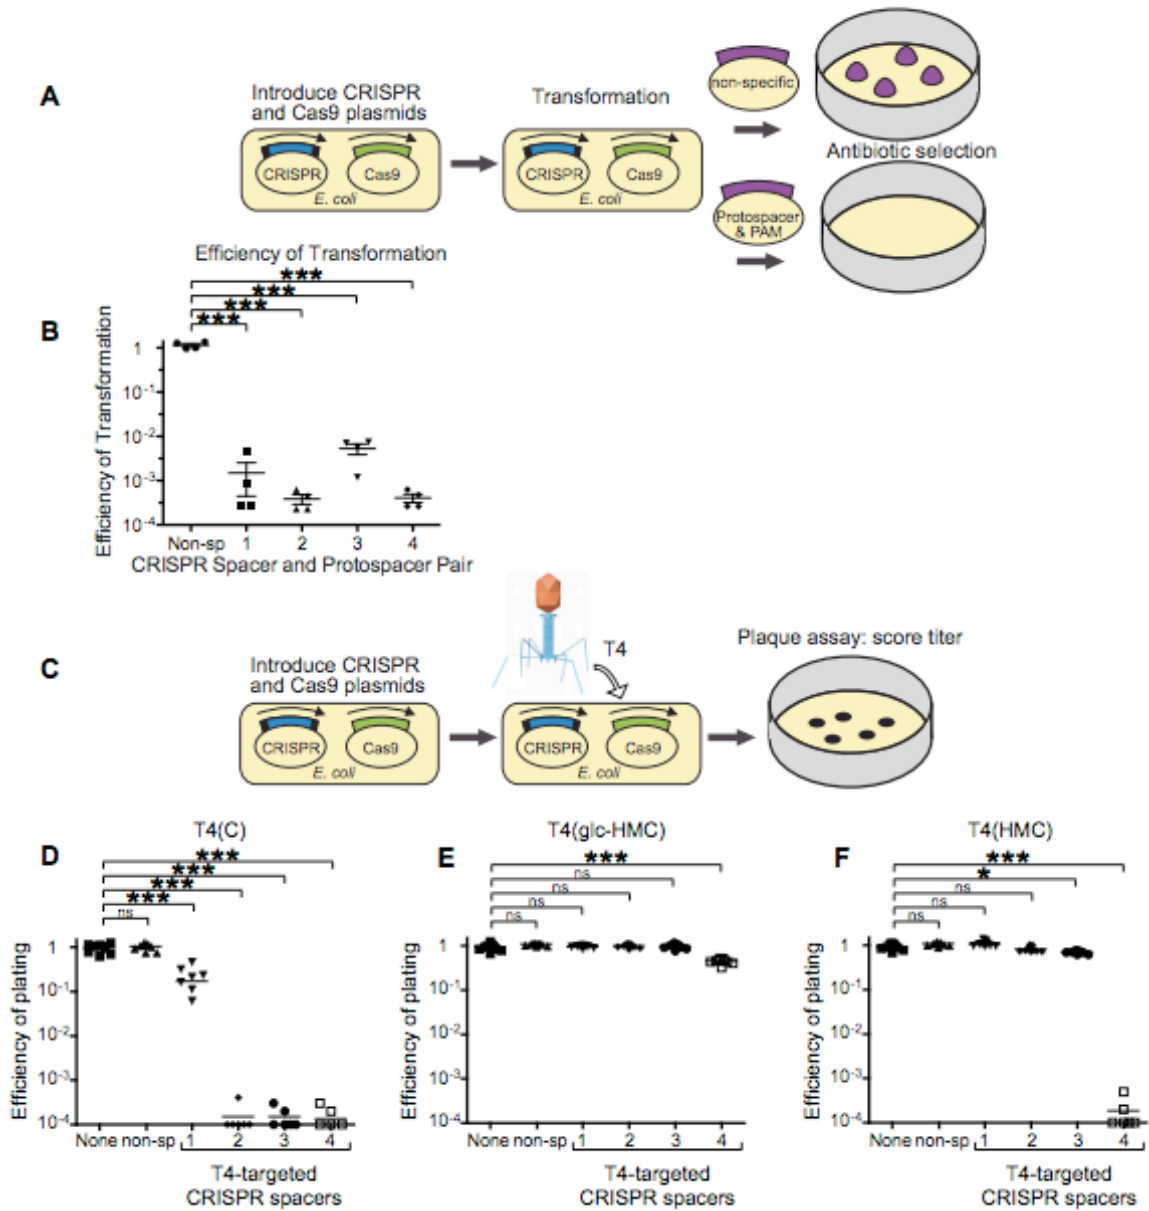 A
Introduce CRISPR
and Cas9 plasmids
CRISPR
Cas9
E. coli
Transformation
CRISPR
Cas9
E. coli
non-specific
Antibiotic selection
Protospacer
& PAM
B
Efficiency of Transformation
***
***
***
***
Efficiency of Transformation
1
10-1
10-2
10-3
10-4
Non-sp 1 2 3 4
CRISPR Spacer and Protospacer Pair
C
Introduce CRISPR
and Cas9 plasmids
CRISPR
Cas9
E. coli
T4
CRISPR
Cas9
E. coli
Plaque assay: score titer
D
T4(C)
***
***
***
***
ns
Efficiency of plating
1
10-1
10-2
10-3
10-4
None non-sp 1 2 3 4
T4-targeted
CRISPR spacers
E
T4(glc-HMC)
***
ns
ns
ns
ns
Efficiency of plating
1
10-1
10-2
10-3
10-4
None non-sp 1 2 3 4
T4-targeted
CRISPR spacers
F
T4(HMC)
***
*
ns
ns
ns
Efficiency of plating
1
10-1
10-2
10-3
10-4
None non-sp 1 2 3 4
T4-targeted
CRISPR spacers